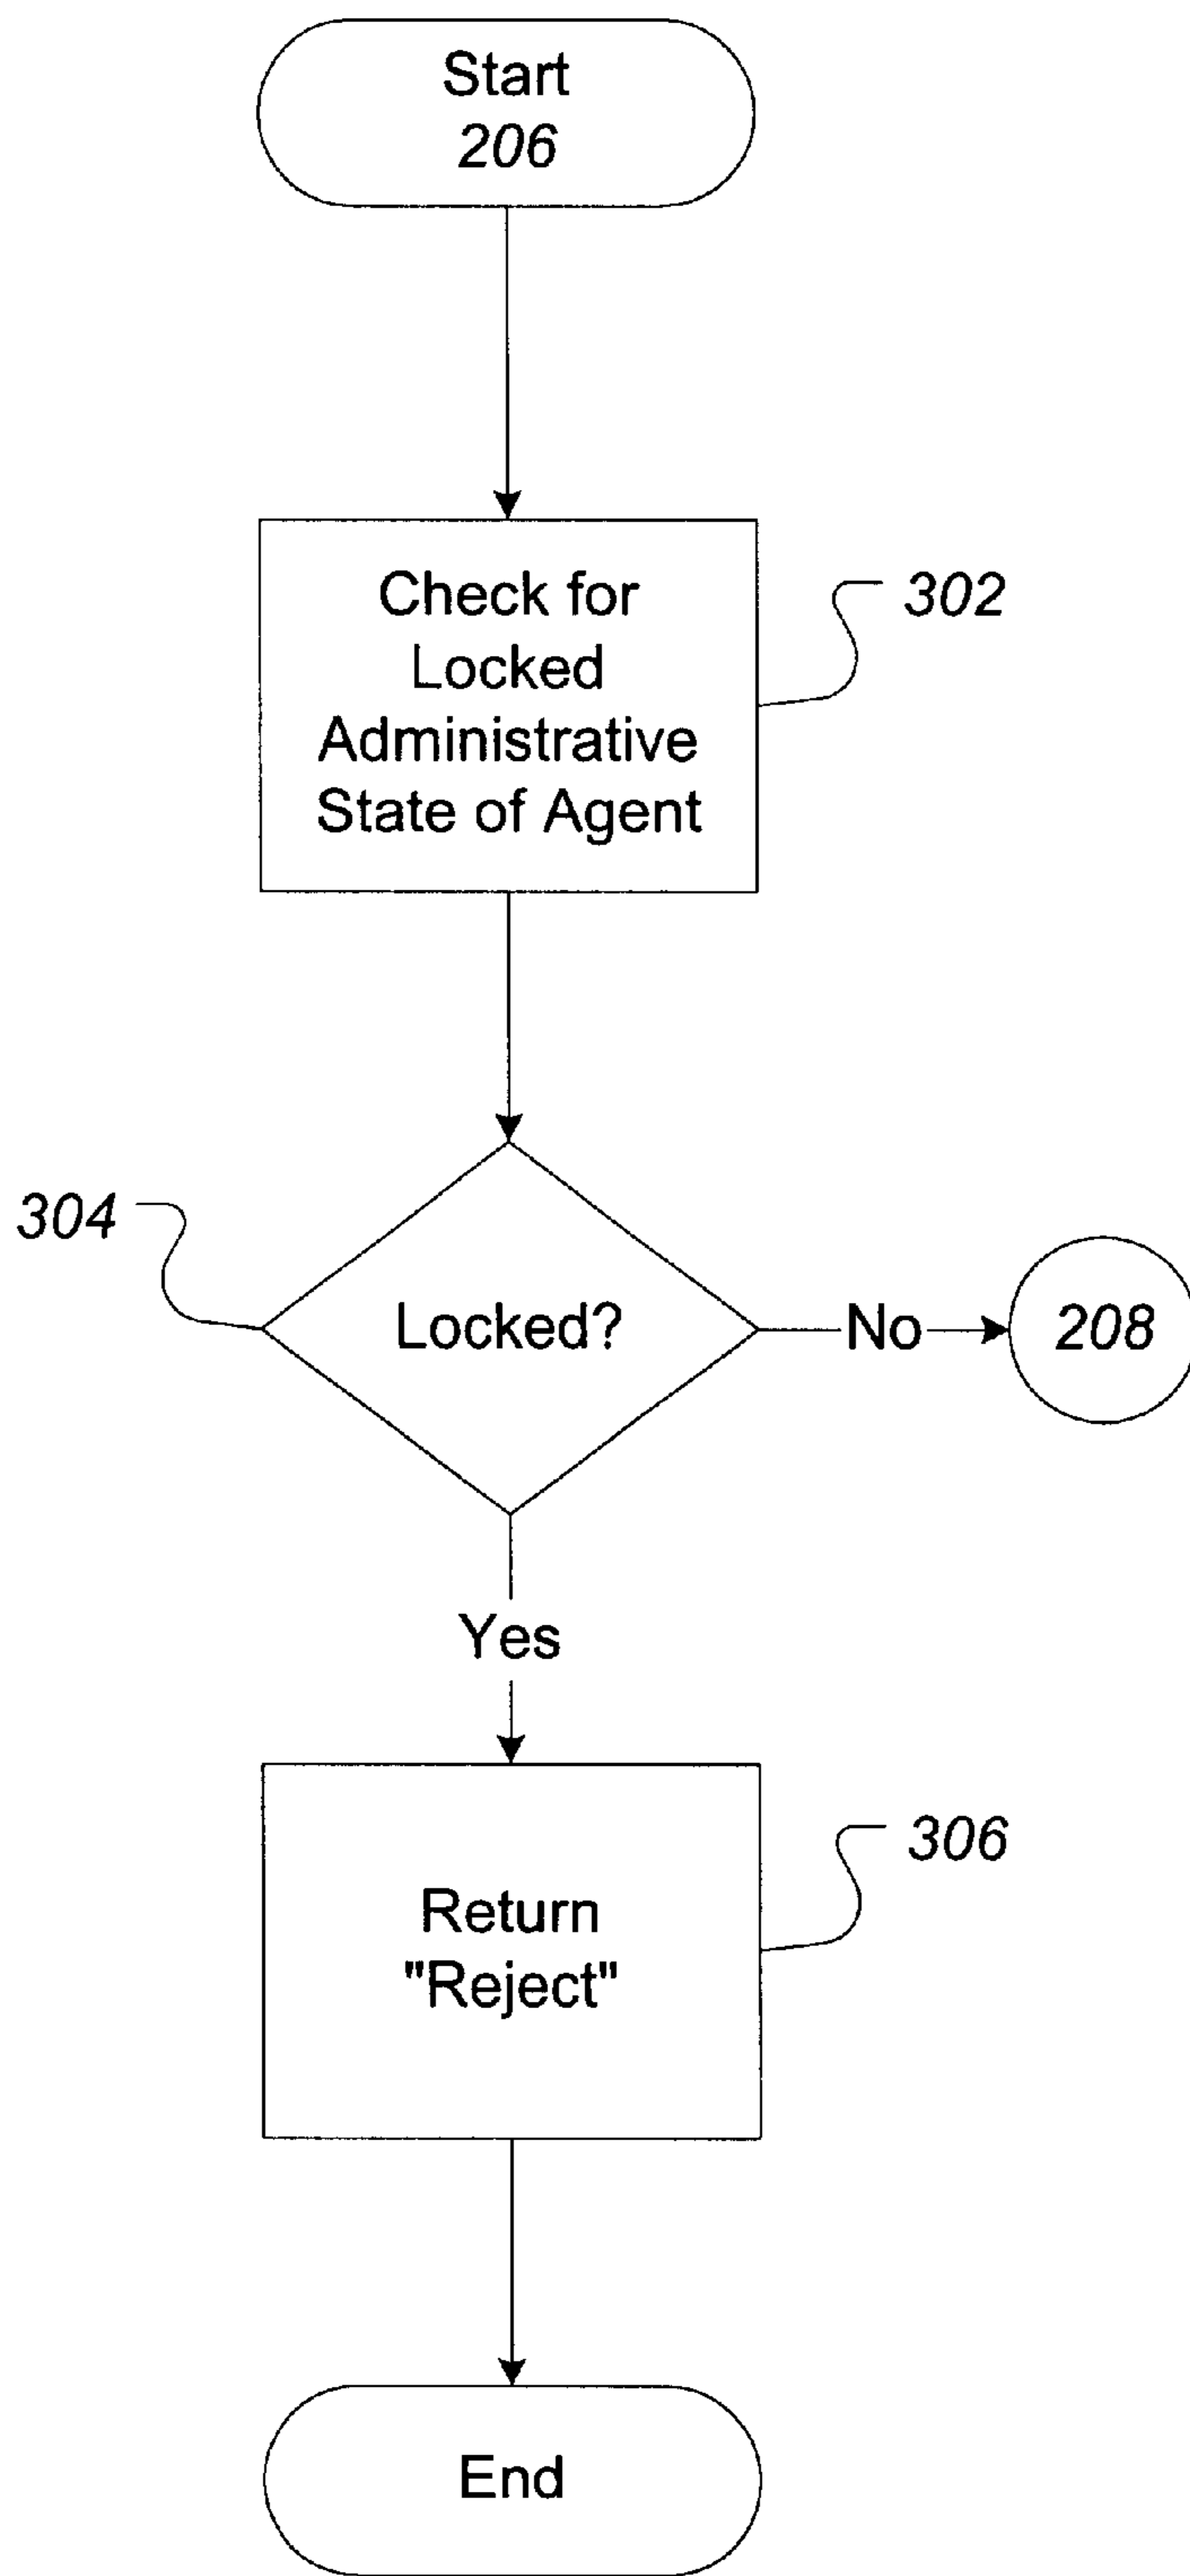 Start
206
Check for
Locked
Administrative
State of Agent
302
304
Locked?
No
208
Yes
Return
"Reject"
306
End